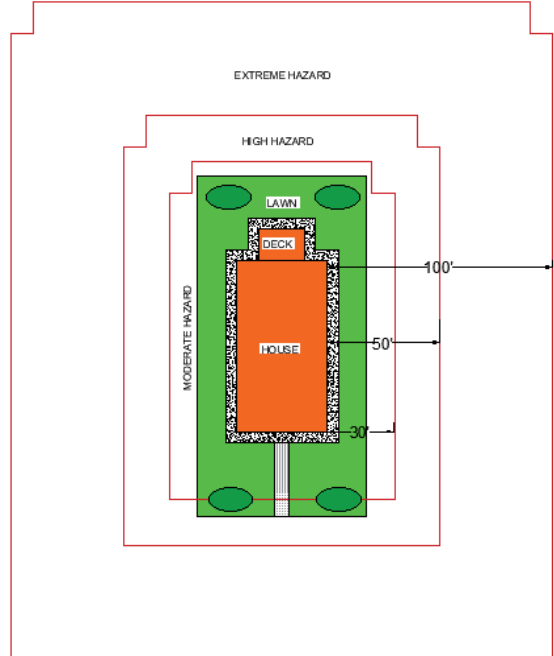 EXTREME HAZARD
HIGH HAZARD
LAWN
DECK
100'
MODERATE HAZARD
HOUSE
50'
30'